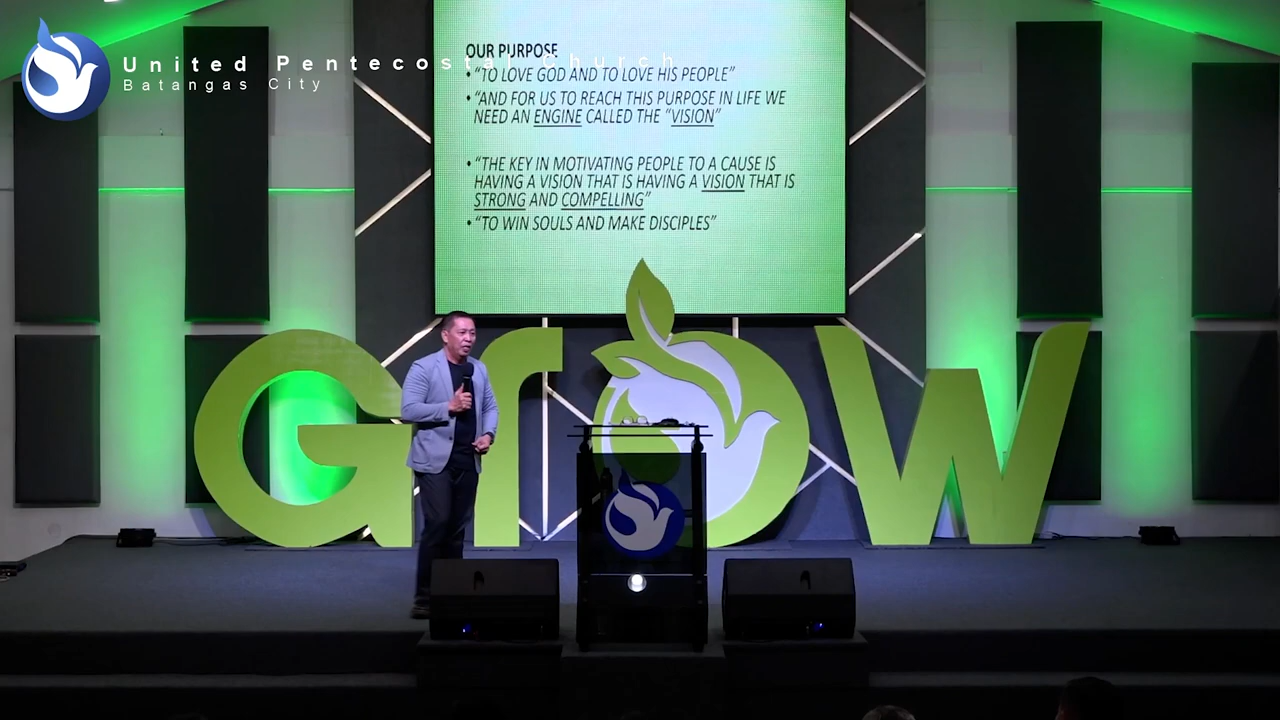 United Pentecostal Church
Batangas City
OUR PURPOSE
• “TO LOVE GOD AND TO LOVE HIS PEOPLE”
• “AND FOR US TO REACH THIS PURPOSE IN LIFE WE
NEED AN ENGINE CALLED THE “VISION”
• “THE KEY IN MOTIVATING PEOPLE TO A CAUSE IS
HAVING A VISION THAT IS HAVING A VISION THAT IS
STRONG AND COMPELLING”
• “TO WIN SOULS AND MAKE DISCIPLES”
Grow